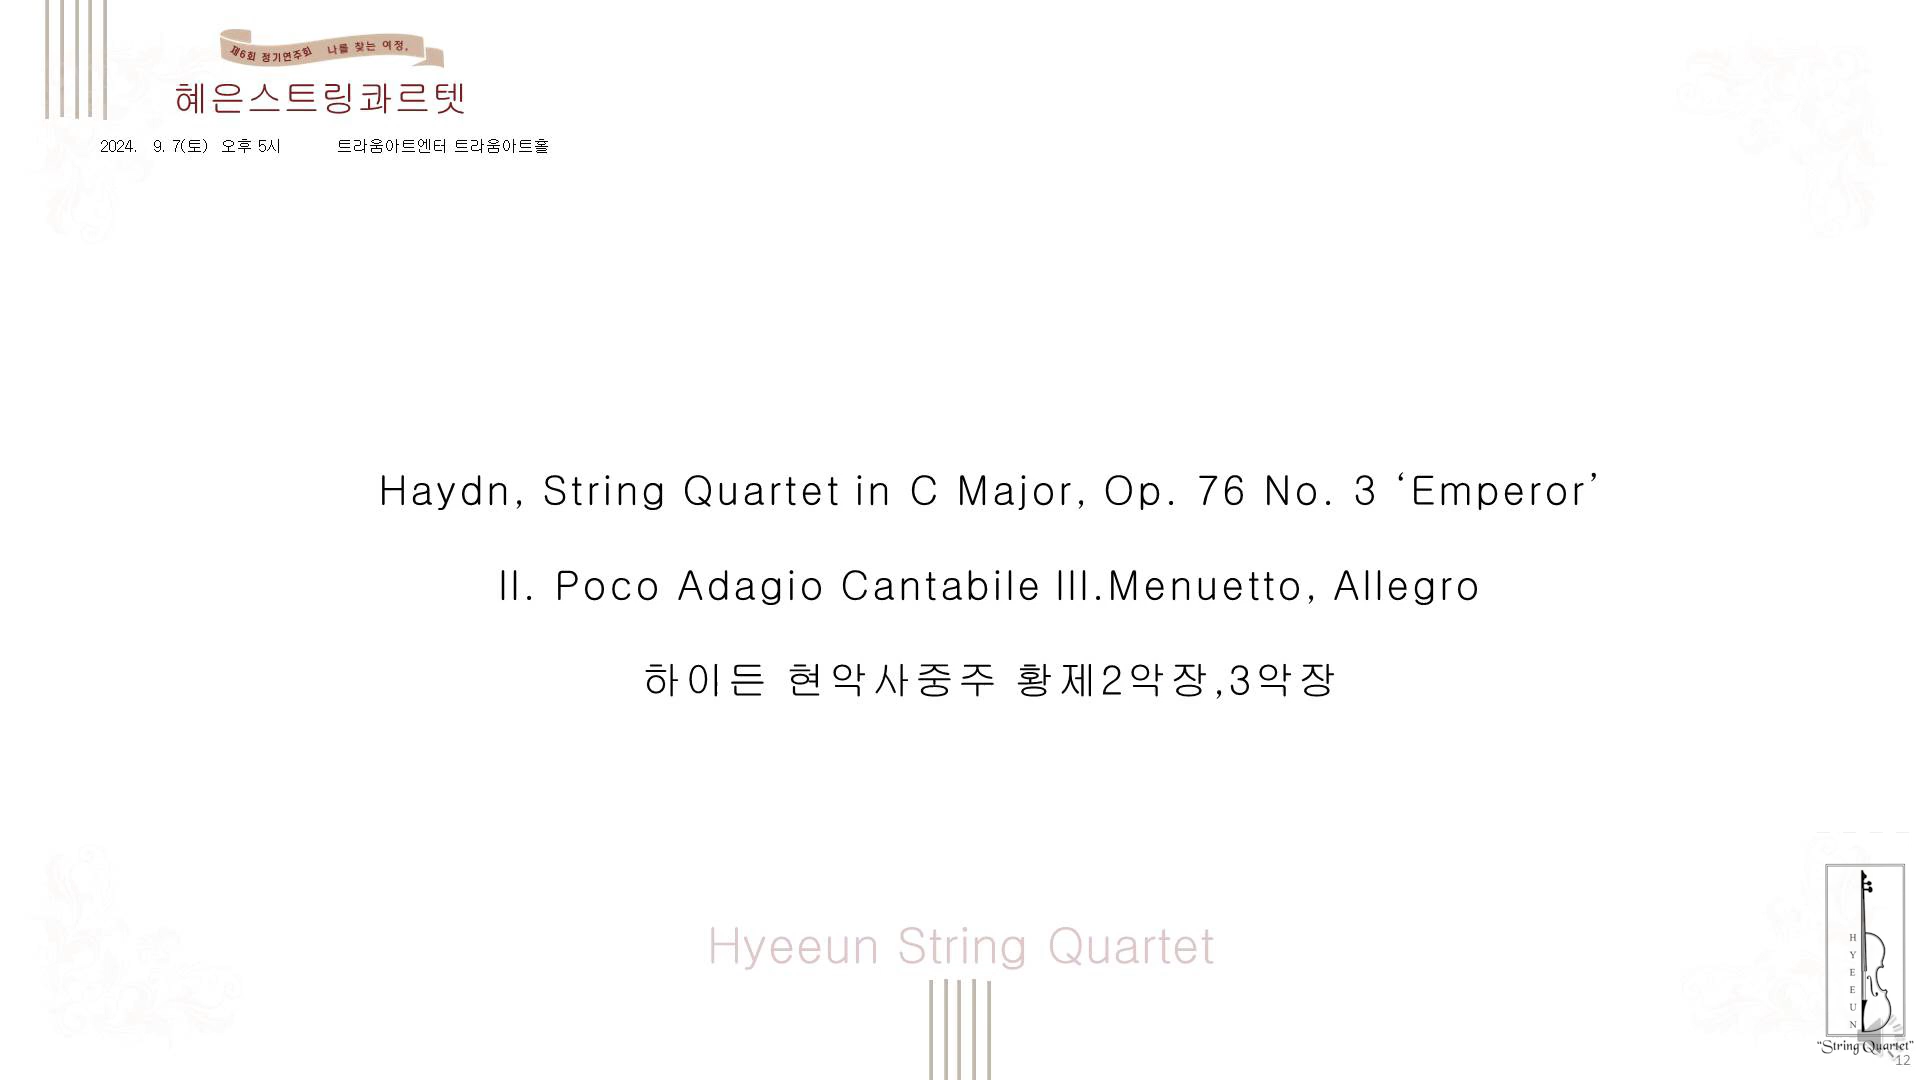 제6회 정기연주회 나를 찾는 여정,
혜은스트링콰르텟
2024. 9. 7(토) 오후 5시 트라움아트엔터 트라움아트홀
Haydn, String Quartet in C Major, Op. 76 No. 3 ‘Emperor’
II. Poco Adagio Cantabile III.Menuetto, Allegro
하이든 현악사중주 황제2악장,3악장
Hyeeun String Quartet
HYEEUN
"String Quartet"
12